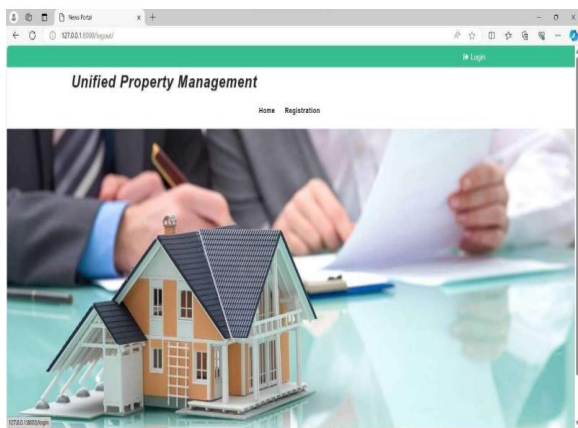 News Portal
127.0.0.1:8000/logout/
Login
Unified Property Management
Home Registration
127.0.0.1:8000/login